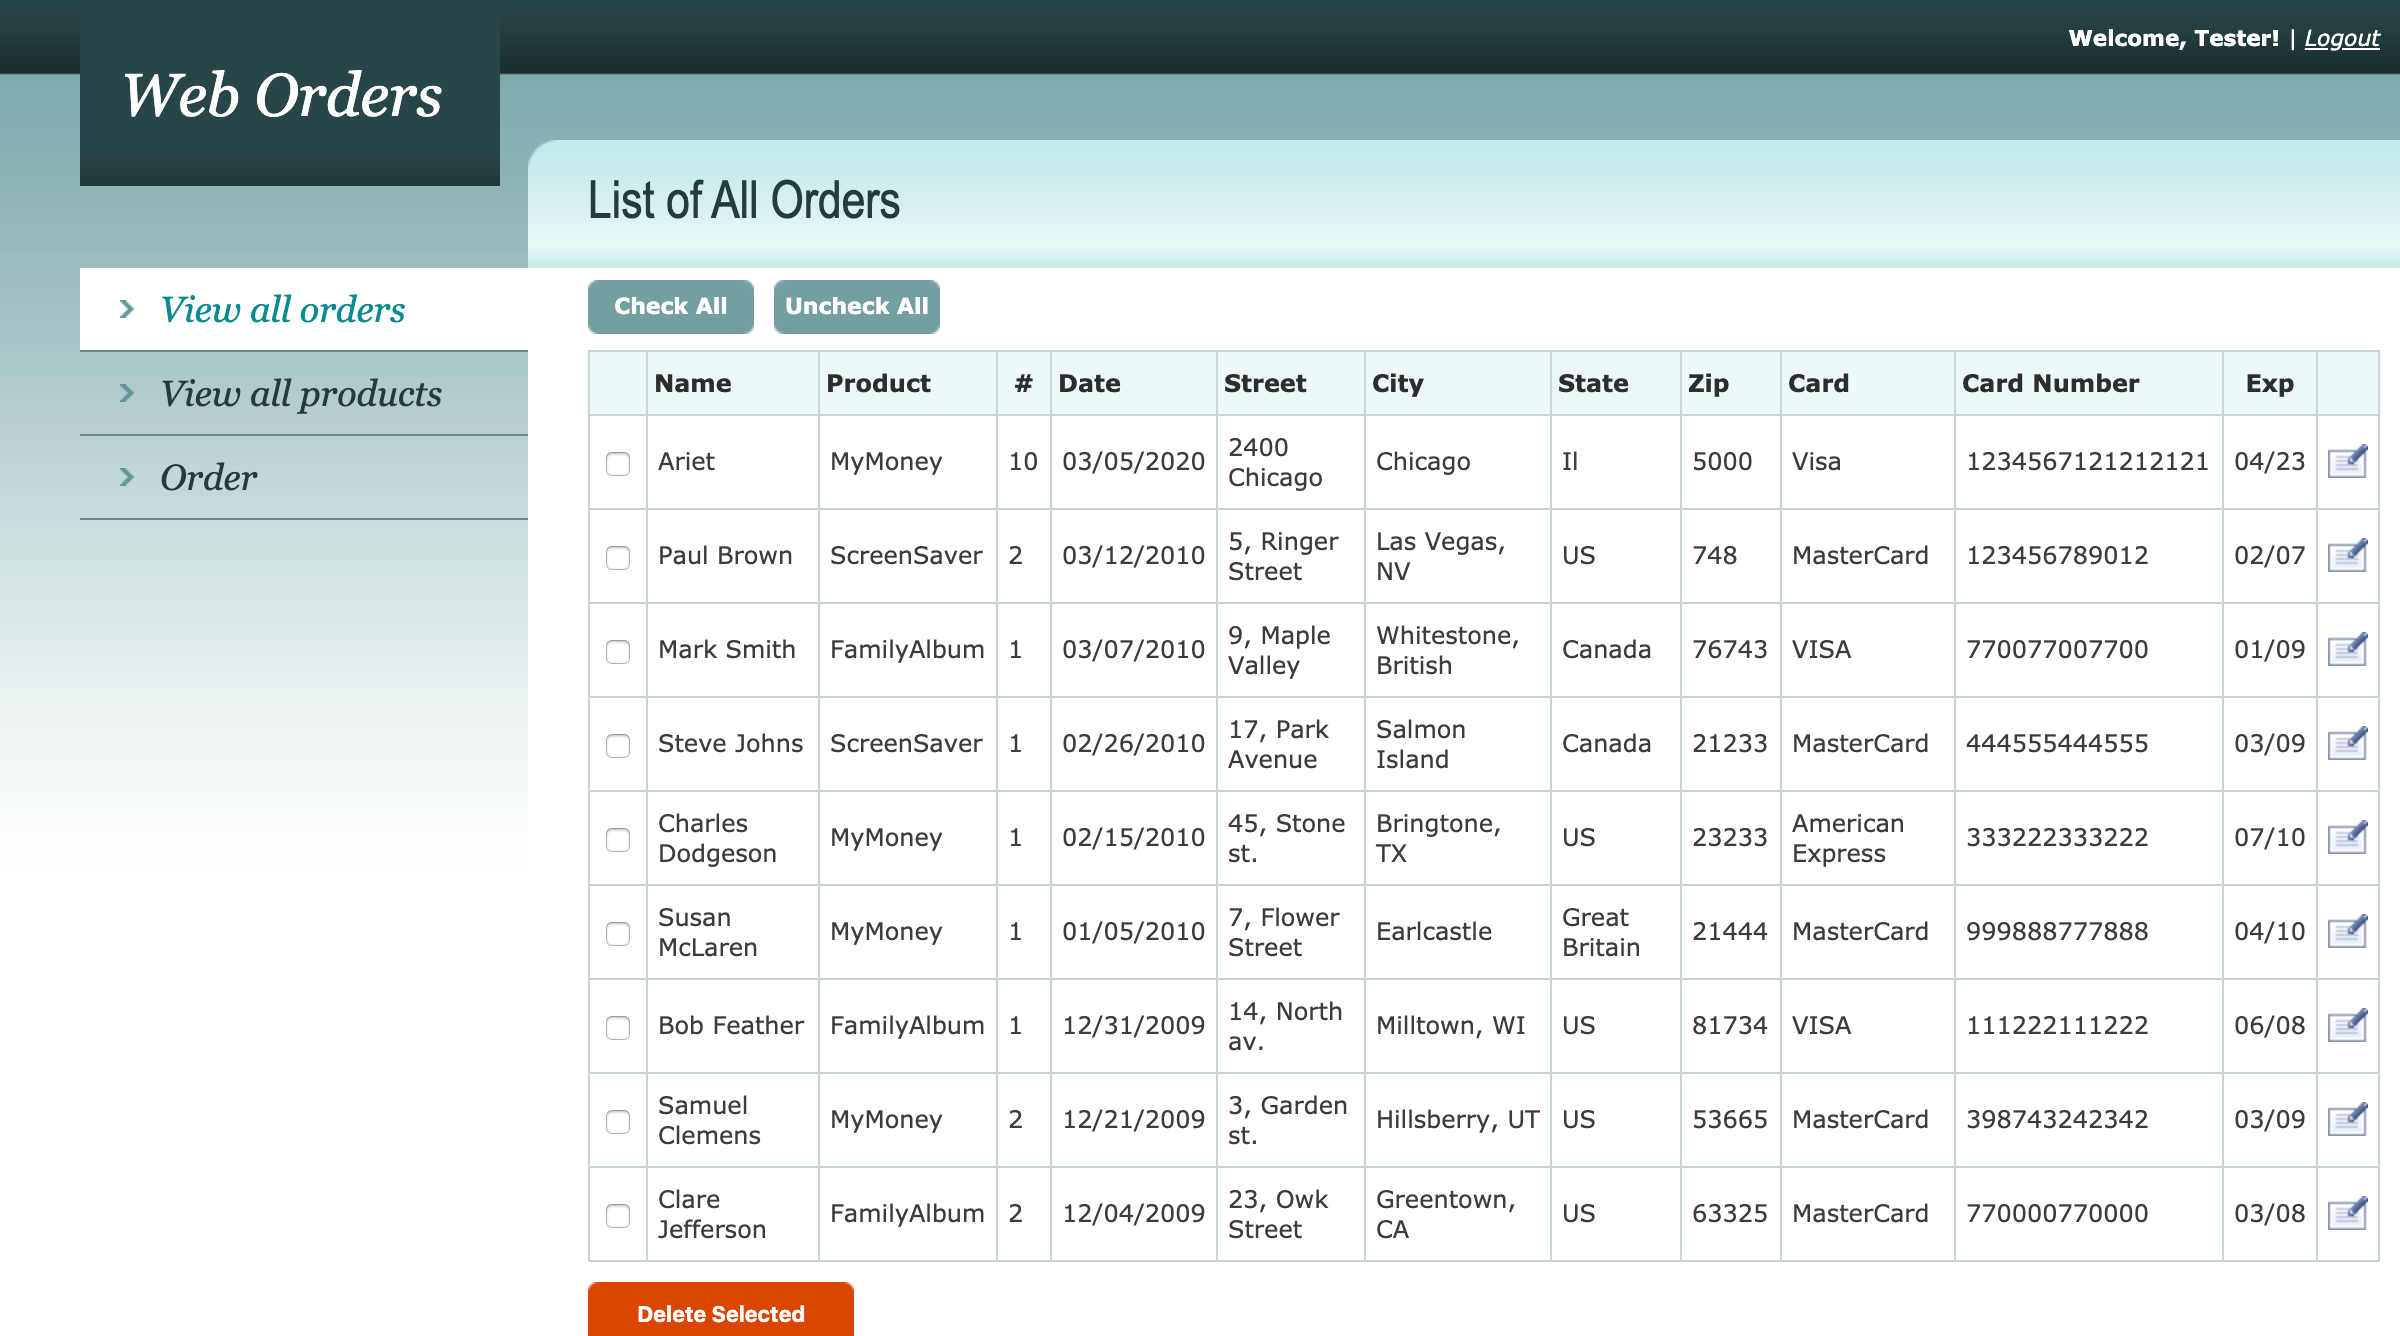 Welcome, Tester! | Logout
Web Orders
List of All Orders
View all orders
View all products
Order
Check All Uncheck All
Name Product # Date Street City State Zip Card Card Number Exp
Ariet MyMoney 10 03/05/2020 2400 Chicago Chicago Il 5000 Visa 1234567121212121 04/23
Paul Brown ScreenSaver 2 03/12/2010 5, Ringer Street Las Vegas, NV US 748 MasterCard 123456789012 02/07
Mark Smith FamilyAlbum 1 03/07/2010 9, Maple Valley Whitestone, British Canada 76743 VISA 770077007700 01/09
Steve Johns ScreenSaver 1 02/26/2010 17, Park Avenue Salmon Island Canada 21233 MasterCard 444555444555 03/09
Charles Dodgeson MyMoney 1 02/15/2010 45, Stone st. Bringtone, TX US 23233 American Express 333222333222 07/10
Susan McLaren MyMoney 1 01/05/2010 7, Flower Street Earlcastle Great Britain 21444 MasterCard 999888777888 04/10
Bob Feather FamilyAlbum 1 12/31/2009 14, North av. Milltown, WI US 81734 VISA 111222111222 06/08
Samuel Clemens MyMoney 2 12/21/2009 3, Garden st. Hillsberry, UT US 53665 MasterCard 398743242342 03/09
Clare Jefferson FamilyAlbum 2 12/04/2009 23, Owk Street Greentown, CA US 63325 MasterCard 770000770000 03/08
Delete Selected